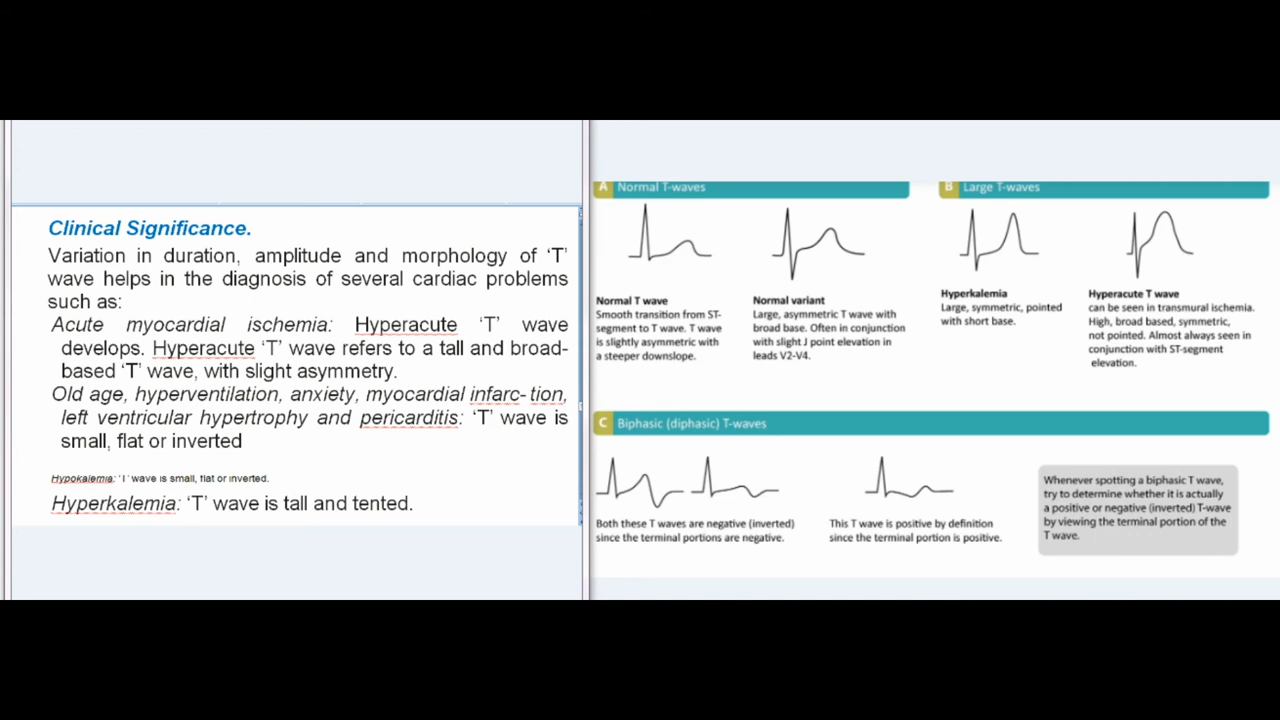 Clinical Significance.
Variation in duration, amplitude and morphology of ‘T’
wave helps in the diagnosis of several cardiac problems
such as:
Acute myocardial ischemia: Hyperacute ‘T’ wave
develops. Hyperacute ‘T’ wave refers to a tall and broad-
based ‘T’ wave, with slight asymmetry.
Old age, hyperventilation, anxiety, myocardial infarc- tion,
left ventricular hypertrophy and pericarditis: ‘T’ wave is
small, flat or inverted
Hypokalemia: ‘T’ wave is small, flat or inverted.
Hyperkalemia: ‘T’ wave is tall and tented.
A Normal T-waves
Normal T wave
Smooth transition from ST-
segment to T wave. T wave
is slightly asymmetric with
a steeper downslope.
Normal variant
Large, asymmetric T wave with
broad base. Often in conjunction
with slight J point elevation in
leads V2-V4.
B Large T-waves
Hyperkalemia
Large, symmetric, pointed
with short base.
Hyperacute T wave
can be seen in transmural ischemia.
High, broad based, symmetric,
not pointed. Almost always seen in
conjunction with ST-segment
elevation.
C Biphasic (diphasic) T-waves
Both these T waves are negative (inverted)
since the terminal portions are negative.
This T wave is positive by definition
since the terminal portion is positive.
Whenever spotting a biphasic T wave,
try to determine whether it is actually
a positive or negative (inverted) T-wave
by viewing the terminal portion of the
T wave.